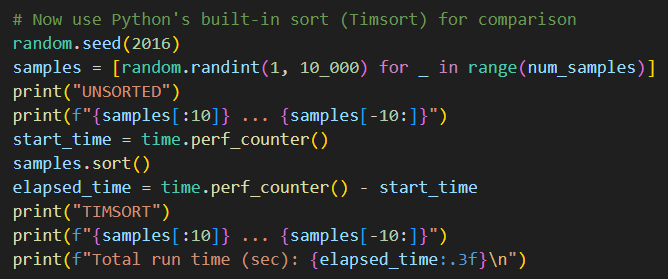 # Now use Python's built-in sort (Timsort) for comparison
random.seed(2016)
samples = [random.randint(1, 10_000) for _ in range(num_samples)]
print("UNSORTED")
print(f"{samples[:10]} ... {samples[-10:]}")
start_time = time.perf_counter()
samples.sort()
elapsed_time = time.perf_counter() - start_time
print("TIMSORT")
print(f"{samples[:10]} ... {samples[-10:]}")
print(f"Total run time (sec): {elapsed_time:.3f}\n")